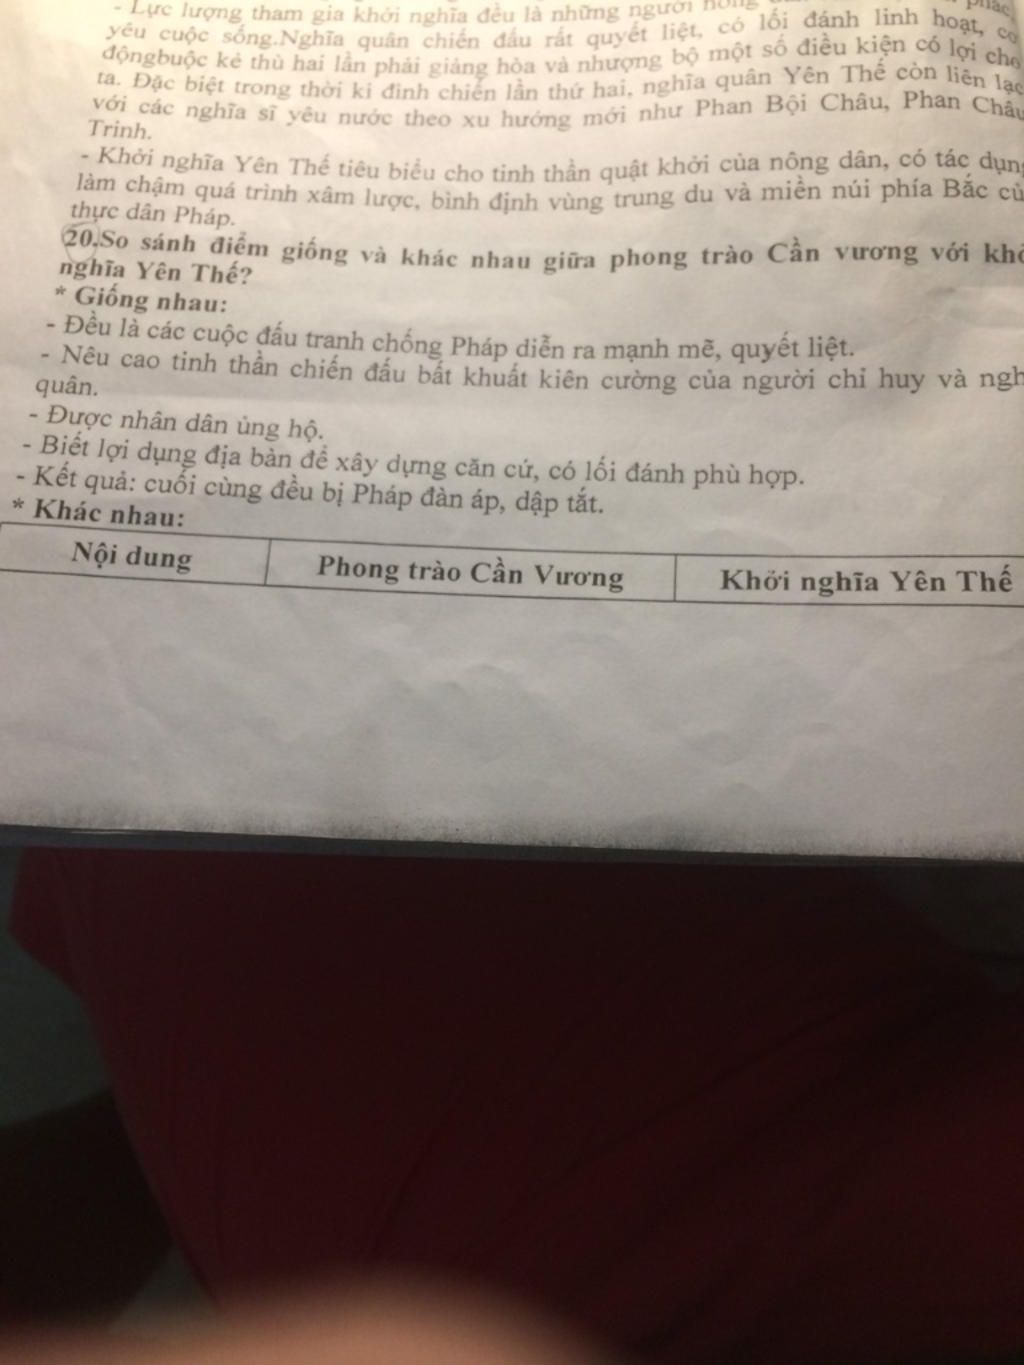 - Lực lượng tham gia khởi nghĩa đều là những người nông
yêu cuộc sống.Nghĩa quân chiến đấu rất quyết liệt, có lối đánh linh hoạt, cơ
độngbuộc kẻ thù hai lần phải giảng hòa và nhượng bộ một số điều kiện có lợi cho
ta. Đặc biệt trong thời kì đình chiến lần thứ hai, nghĩa quân Yên Thế còn liên lạc
với các nghĩa sĩ yêu nước theo xu hướng mới như Phan Bội Châu, Phan Châu
Trinh.
- Khởi nghĩa Yên Thế tiêu biểu cho tinh thần quật khởi của nông dân, có tác dụng
làm chậm quá trình xâm lược, bình định vùng trung du và miền núi phía Bắc củ
thực dân Pháp.
20.So sánh điểm giống và khác nhau giữa phong trào Cần vương với khở
nghĩa Yên Thế?
* Giống nhau:
- Đều là các cuộc đấu tranh chống Pháp diễn ra mạnh mẽ, quyết liệt.
- Nêu cao tinh thần chiến đấu bất khuất kiên cường của người chỉ huy và ngh
quân.
- Được nhân dân ủng hộ.
- Biết lợi dụng địa bàn để xây dựng căn cứ, có lối đánh phù hợp.
- Kết quả: cuối cùng đều bị Pháp đàn áp, dập tắt.
* Khác nhau:
Nội dung Phong trào Cần Vương Khởi nghĩa Yên Thế